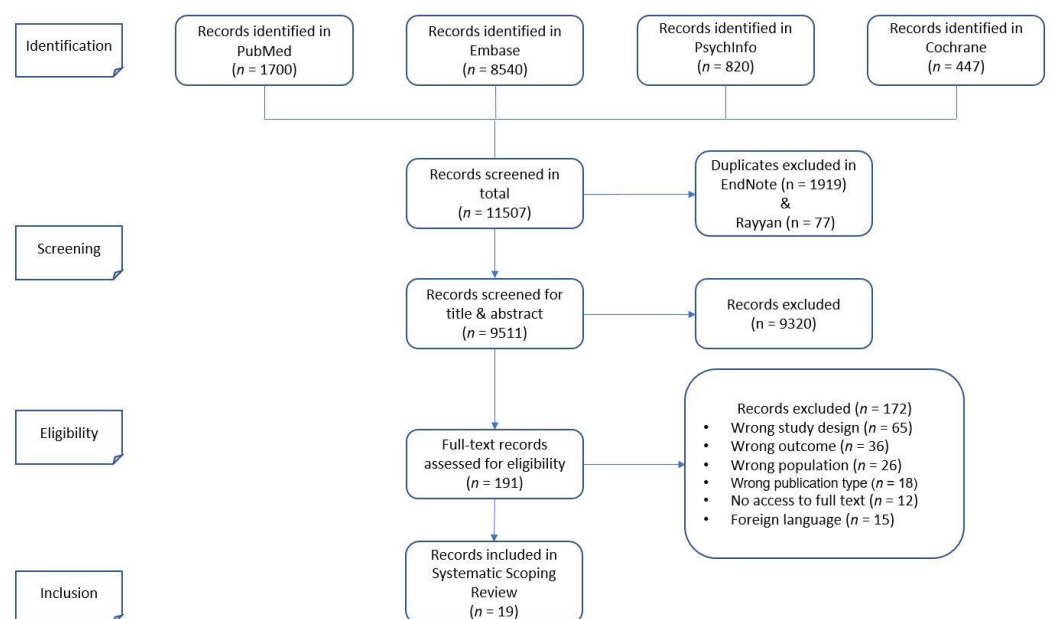 Identification
Records identified in
PubMed
(n = 1700)
Records identified in
Embase
(n = 8540)
Records identified in
PsychInfo
(n = 820)
Records identified in
Cochrane
(n = 447)
Records screened in
total
(n = 11507)
Duplicates excluded in
EndNote (n = 1919)
&
Rayyan (n = 77)
Screening
Records screened for
title & abstract
(n = 9511)
Records excluded
(n = 9320)
Eligibility
Full-text records
assessed for eligibility
(n = 191)
Records excluded (n = 172)
• Wrong study design (n = 65)
• Wrong outcome (n = 36)
• Wrong population (n = 26)
• Wrong publication type (n = 18)
• No access to full text (n = 12)
• Foreign language (n = 15)
Inclusion
Records included in
Systematic Scoping
Review
(n = 19)